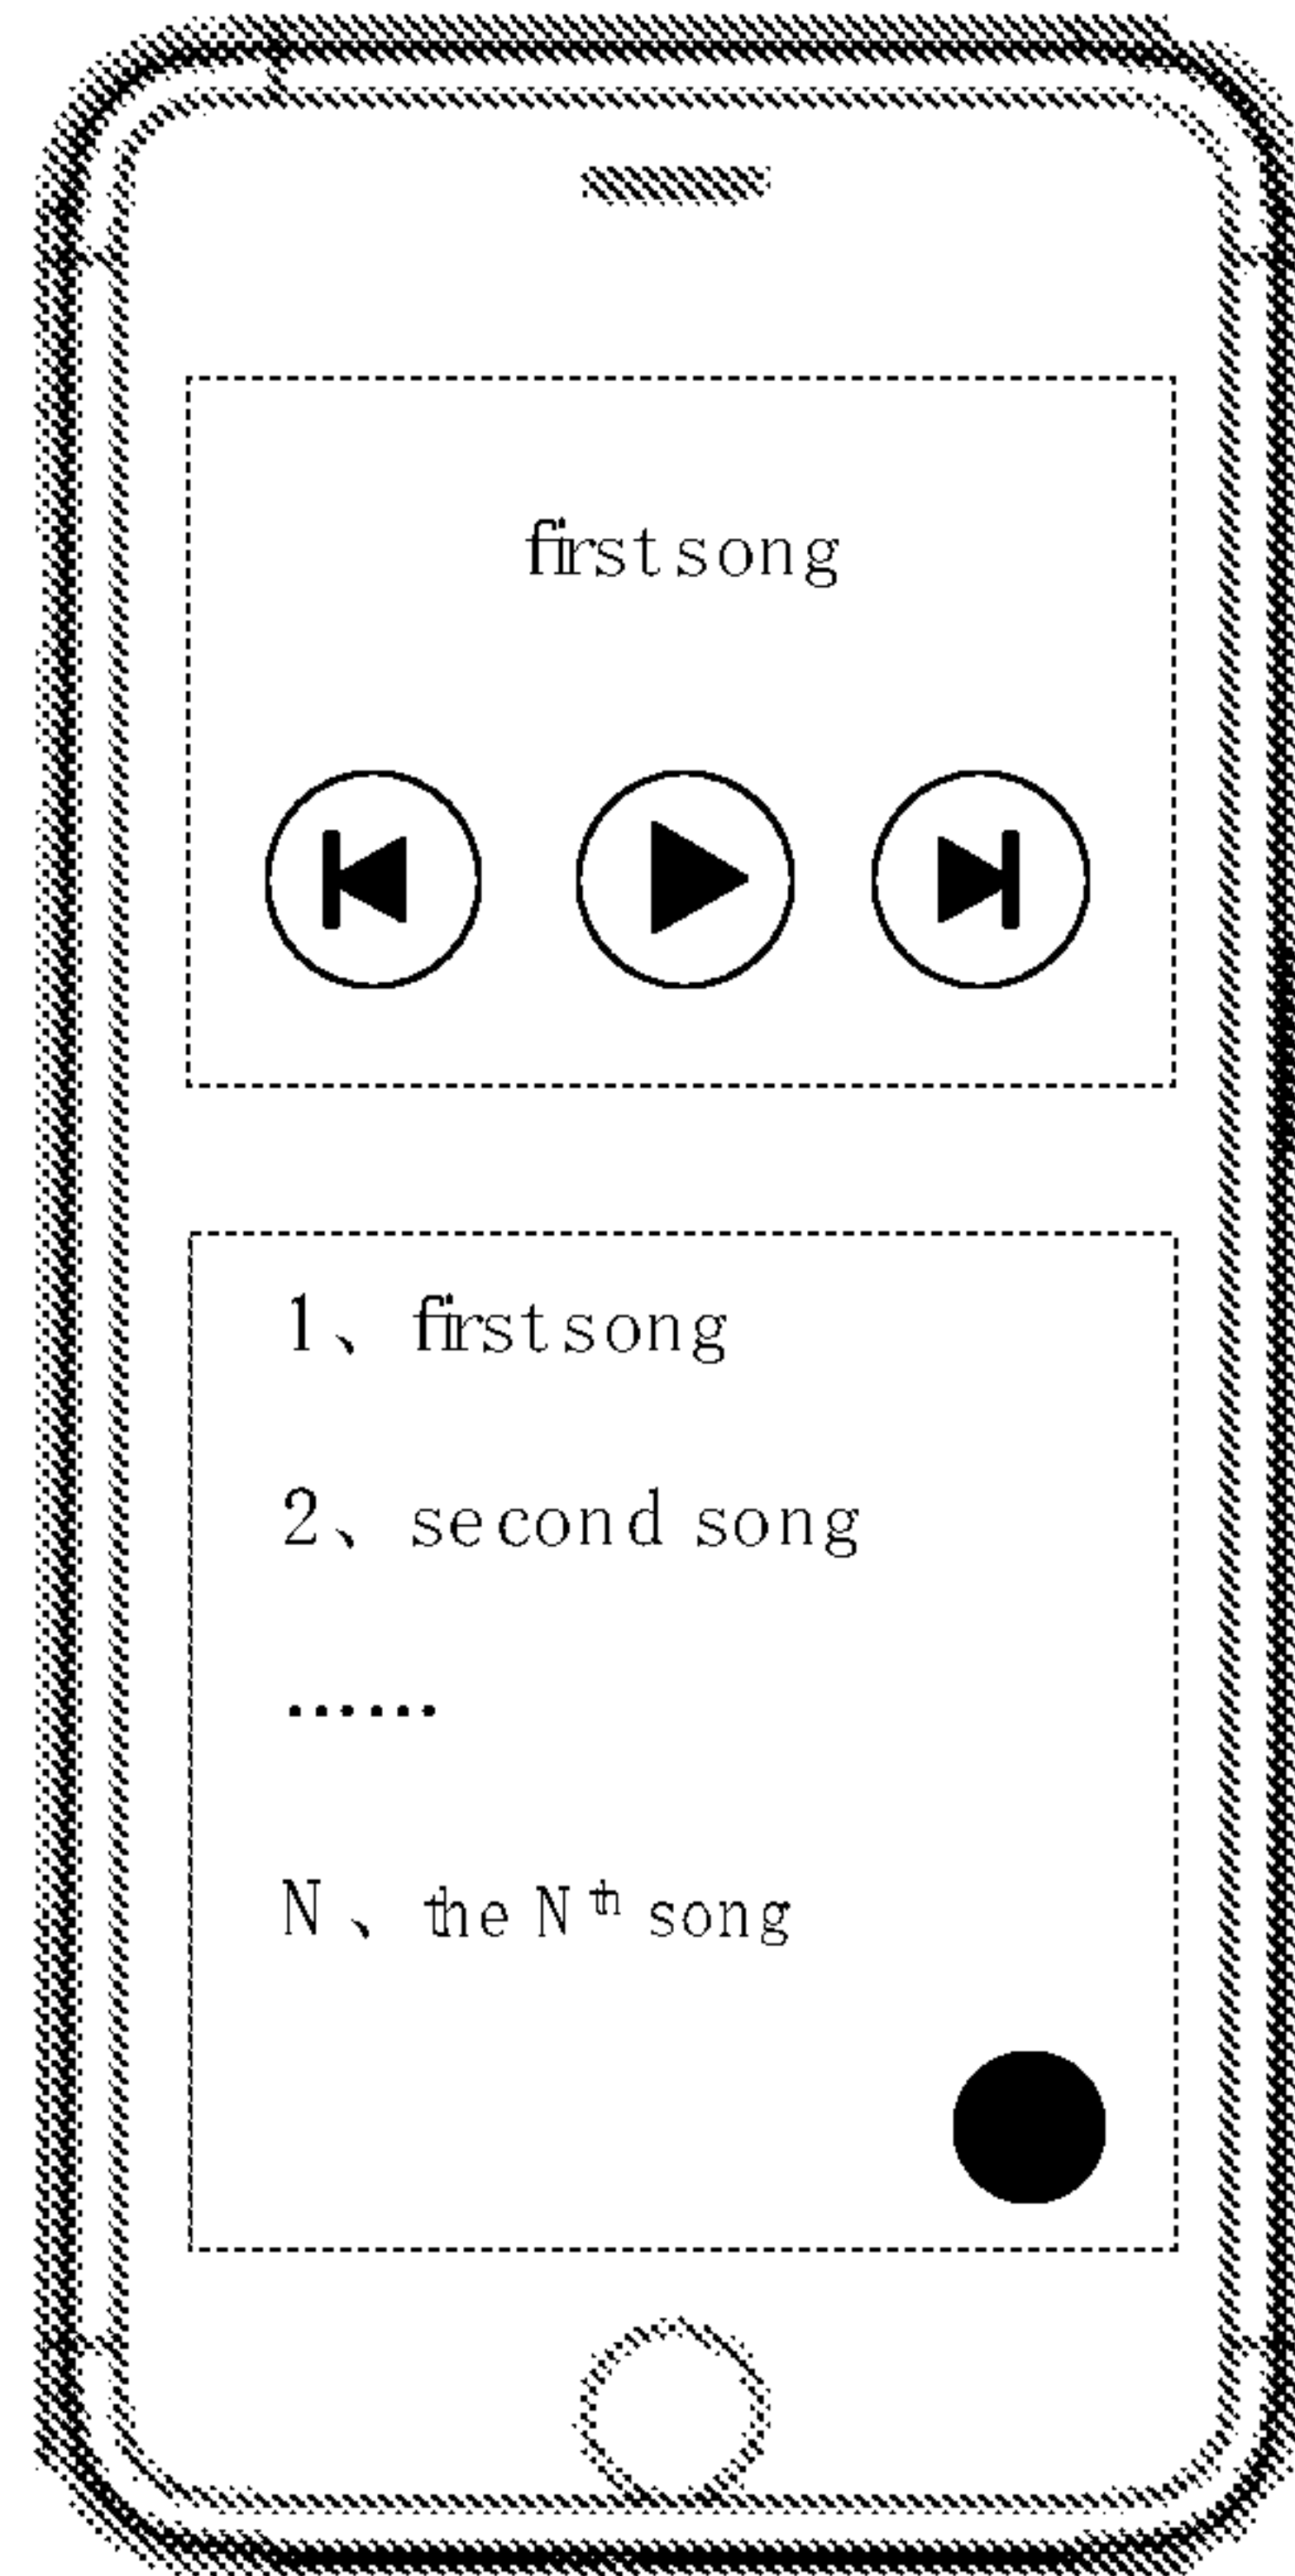 first song
1、first song
2、second song
……
N、the Nth song